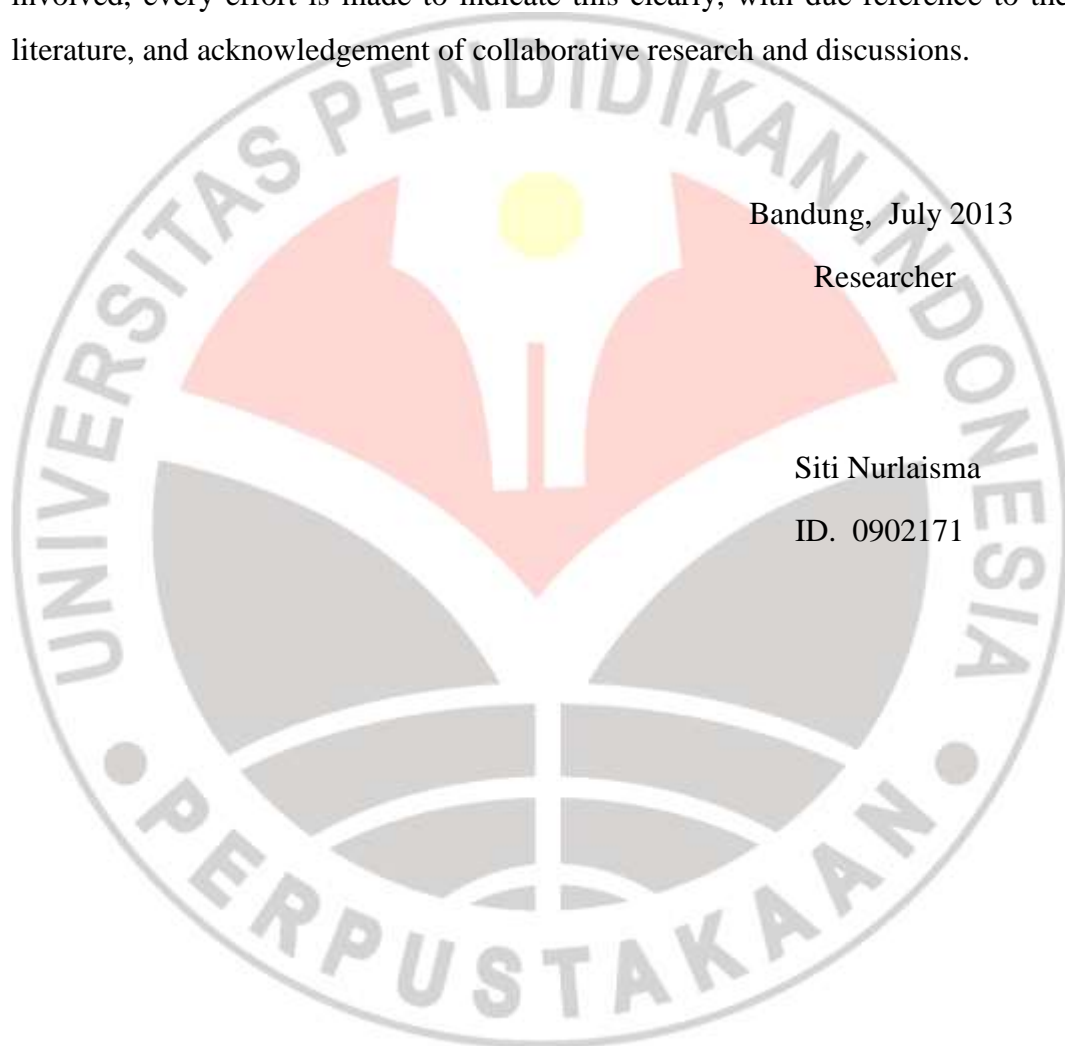 involved, every effort is made to indicate this clearly, with due reference to the
literature, and acknowledgement of collaborative research and discussions.
UNIVERSITAS PENDIDIKAN INDONESIA
Bandung, July 2013
Researcher
Siti Nurlaisma
ID. 0902171
PERPUSTAKAAN